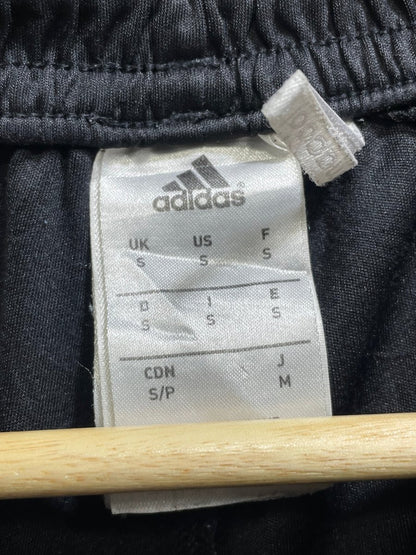 adidas
UK US F
S S S
D I E
S S S
CDN J
S/P M